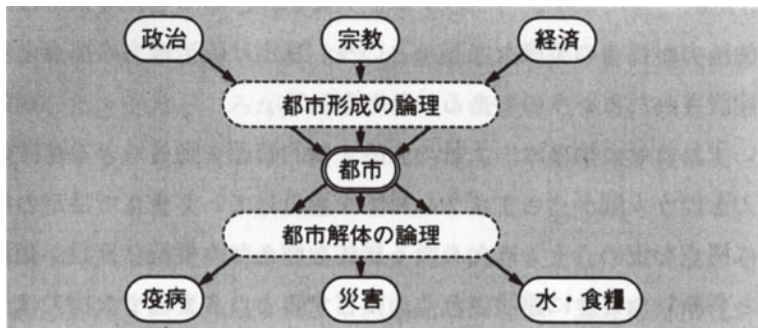 政治 宗教 経済
都市形成の論理
都市
都市解体の論理
疫病 災害 水・食糧